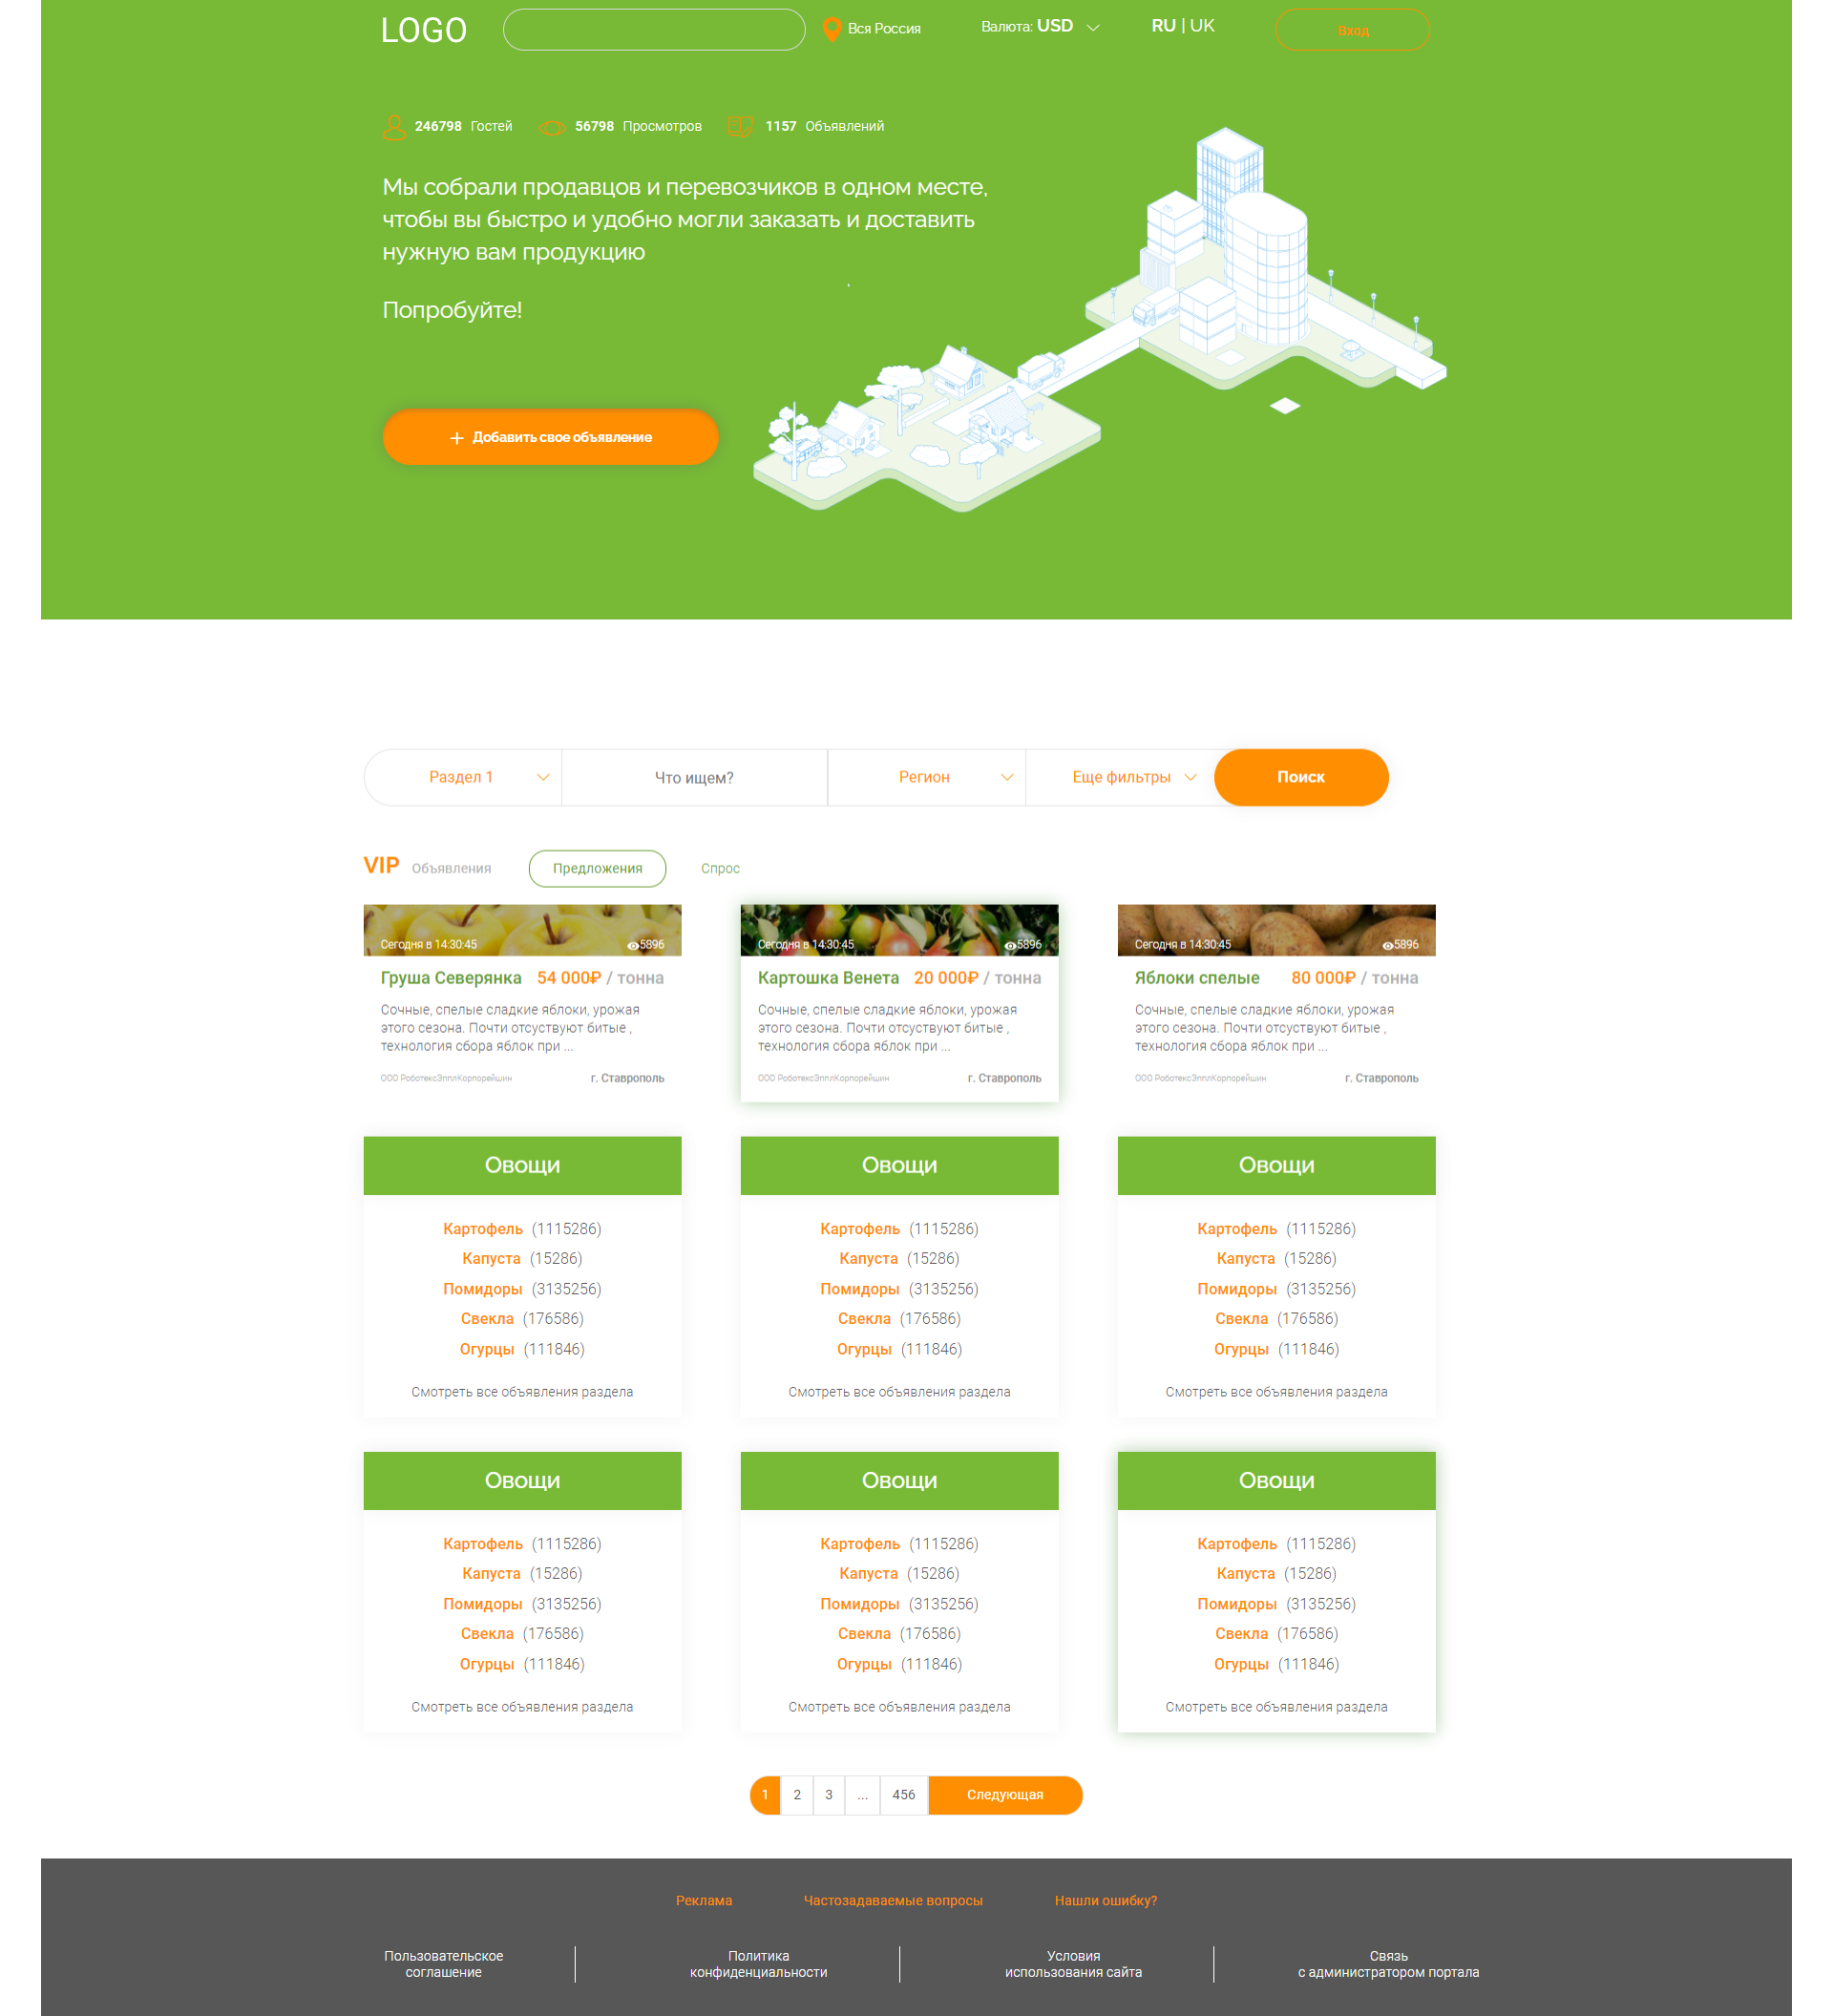 LOGO
Вся Россия
Валюта: USD
RU | UK
Вход
246798 Гостей
56798 Просмотров
1157 Объявлений
Мы собрали продавцов и перевозчиков в одном месте,
чтобы вы быстро и удобно могли заказать и доставить
нужную вам продукцию
Попробуйте!
Добавить свое объявление
Раздел 1
Что ищем?
Регион
Еще фильтры
Поиск
VIP Объявления
Предложения
Спрос
Сегодня в 14:30:45
5896
Груша Северянка 54 000₽ / тонна
Сочные, спелые сладкие яблоки, урожая
этого сезона. Почти отсуствуют битые ,
технология сбора яблок при ...
ООО РоботексЭпплКорпорейшин
г. Ставрополь
Сегодня в 14:30:45
5896
Картошка Венета 20 000₽ / тонна
Сочные, спелые сладкие яблоки, урожая
этого сезона. Почти отсуствуют битые ,
технология сбора яблок при ...
ООО РоботексЭпплКорпорейшин
г. Ставрополь
Сегодня в 14:30:45
5896
Яблоки спелые 80 000₽ / тонна
Сочные, спелые сладкие яблоки, урожая
этого сезона. Почти отсуствуют битые ,
технология сбора яблок при ...
ООО РоботексЭпплКорпорейшин
г. Ставрополь
Овощи
Картофель (1115286)
Капуста (15286)
Помидоры (3135256)
Свекла (176586)
Огурцы (111846)
Смотреть все объявления раздела
Овощи
Картофель (1115286)
Капуста (15286)
Помидоры (3135256)
Свекла (176586)
Огурцы (111846)
Смотреть все объявления раздела
Овощи
Картофель (1115286)
Капуста (15286)
Помидоры (3135256)
Свекла (176586)
Огурцы (111846)
Смотреть все объявления раздела
Овощи
Картофель (1115286)
Капуста (15286)
Помидоры (3135256)
Свекла (176586)
Огурцы (111846)
Смотреть все объявления раздела
Овощи
Картофель (1115286)
Капуста (15286)
Помидоры (3135256)
Свекла (176586)
Огурцы (111846)
Смотреть все объявления раздела
Овощи
Картофель (1115286)
Капуста (15286)
Помидоры (3135256)
Свекла (176586)
Огурцы (111846)
Смотреть все объявления раздела
1 2 3 ... 456 Следующая
Реклама
Частозадаваемые вопросы
Нашли ошибку?
Пользовательское
соглашение
Политика
конфиденциальности
Условия
использования сайта
Связь
с администратором портала